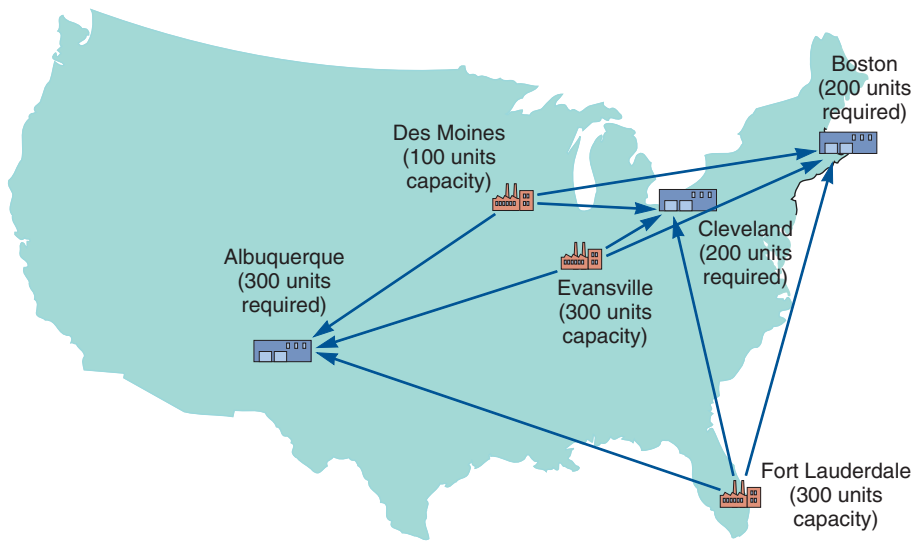 Boston
(200 units
required)
Des Moines
(100 units
capacity)
Cleveland
(200 units
required)
Albuquerque
(300 units
required)
Evansville
(300 units
capacity)
Fort Lauderdale
(300 units
capacity)